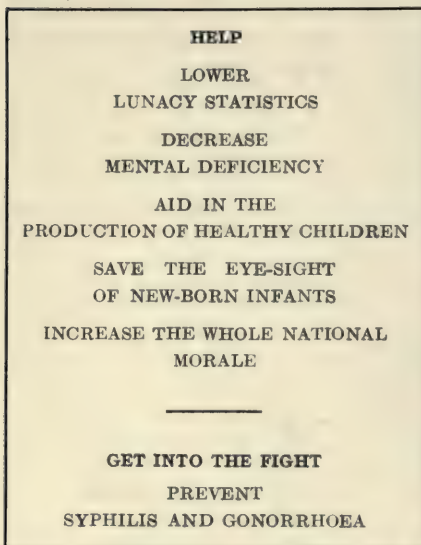 HELP
LOWER
LUNACY STATISTICS
DECREASE
MENTAL DEFICIENCY
AID IN THE
PRODUCTION OF HEALTHY CHILDREN
SAVE THE EYE-SIGHT
OF NEW-BORN INFANTS
INCREASE THE WHOLE NATIONAL
MORALE
GET INTO THE FIGHT
PREVENT
SYPHILIS AND GONORRHOEA